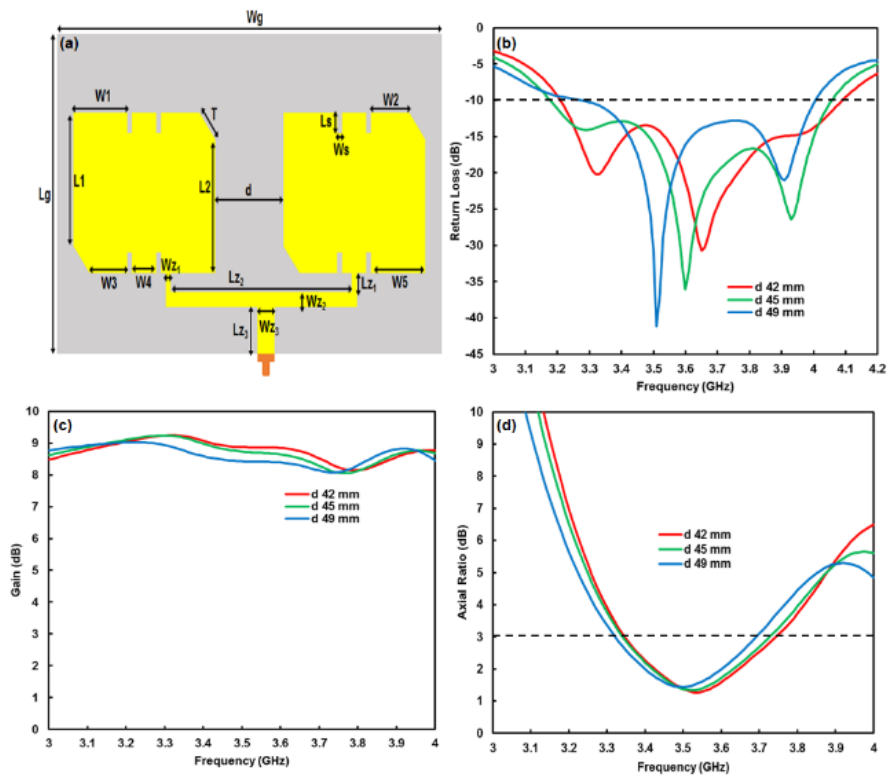 Wg
(a)
W1
T
Ls
W2
Ws
Lg
L1
L2
d
W3
W4
Wz₁
Lz₂
Lz₁
W5
Wz₂
Lz₃
Wz₃
(b)
0
-5
-10
-15
-20
-25
-30
-35
-40
-45
Return Loss (dB)
3
3.1
3.2
3.3
3.4
3.5
3.6
3.7
3.8
3.9
4
4.1
4.2
Frequency (GHz)
d 42 mm
d 45 mm
d 49 mm
(c)
10
9
8
7
6
5
4
3
2
1
0
Gain (dB)
d 42 mm
d 45 mm
d 49 mm
3
3.1
3.2
3.3
3.4
3.5
3.6
3.7
3.8
3.9
4
Frequency (GHz)
(d)
10
9
8
7
6
5
4
3
2
1
0
Axial Ratio (dB)
d 42 mm
d 45 mm
d 49 mm
3
3.1
3.2
3.3
3.4
3.5
3.6
3.7
3.8
3.9
4
Frequency (GHz)